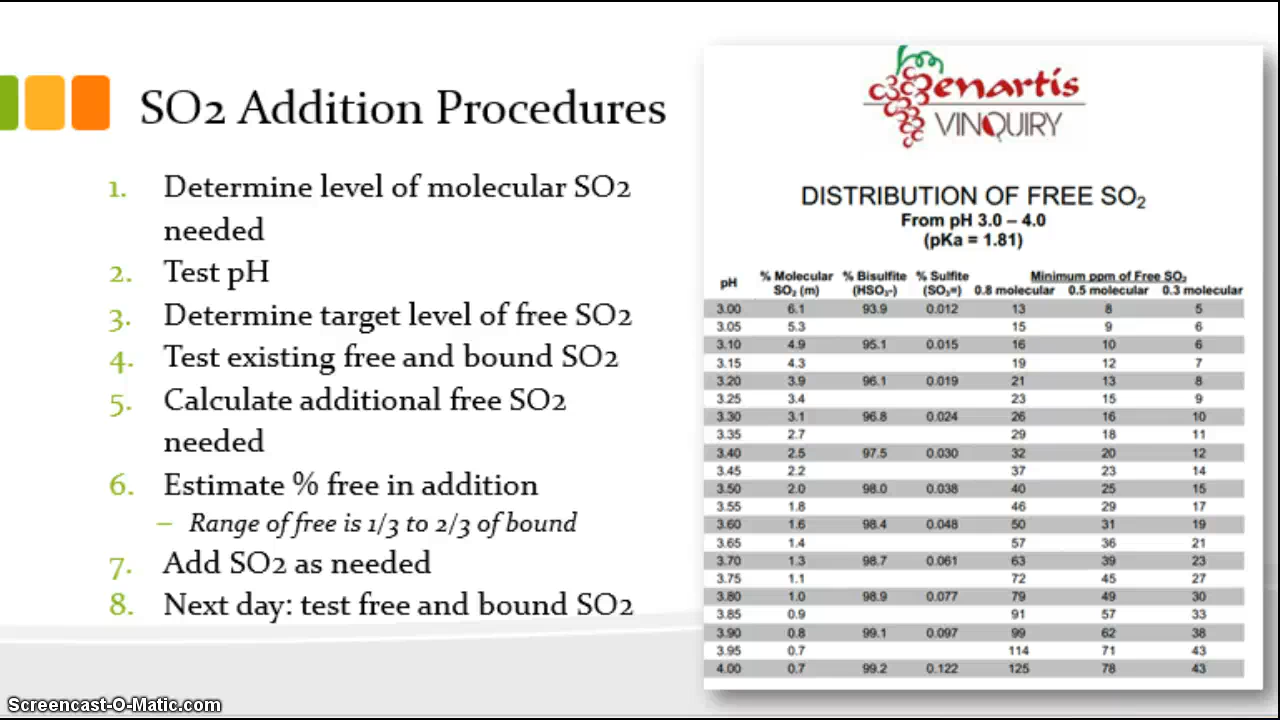 SO2 Addition Procedures
1. Determine level of molecular SO2
needed
2. Test pH
3. Determine target level of free SO2
4. Test existing free and bound SO2
5. Calculate additional free SO2
needed
6. Estimate % free in addition
– Range of free is 1/3 to 2/3 of bound
7. Add SO2 as needed
8. Next day: test free and bound SO2
enartis
VINQUIRY
DISTRIBUTION OF FREE SO₂
From pH 3.0 – 4.0
(pKa = 1.81)
% Molecular % Bisulfite % Sulfite Minimum ppm of Free SO₂
pH SO₂ (m) (HSO₃-) (SO₃=) 0.8 molecular 0.5 molecular 0.3 molecular
3.00 6.1 93.9 0.012 13 8 5
3.05 5.3 15 9 6
3.10 4.9 95.1 0.015 16 10 6
3.15 4.3 19 12 7
3.20 3.9 96.1 0.019 21 13 8
3.25 3.4 23 15 9
3.30 3.1 96.8 0.024 26 16 10
3.35 2.7 29 18 11
3.40 2.5 97.5 0.030 32 20 12
3.45 2.2 37 23 14
3.50 2.0 98.0 0.038 40 25 15
3.55 1.8 46 29 17
3.60 1.6 98.4 0.048 50 31 19
3.65 1.4 57 36 21
3.70 1.3 98.7 0.061 63 39 23
3.75 1.1 72 45 27
3.80 1.0 98.9 0.077 79 49 30
3.85 0.9 91 57 33
3.90 0.8 99.1 0.097 99 62 38
3.95 0.7 114 71 43
4.00 0.7 99.2 0.122 125 78 43
Screencast-O-Matic.com